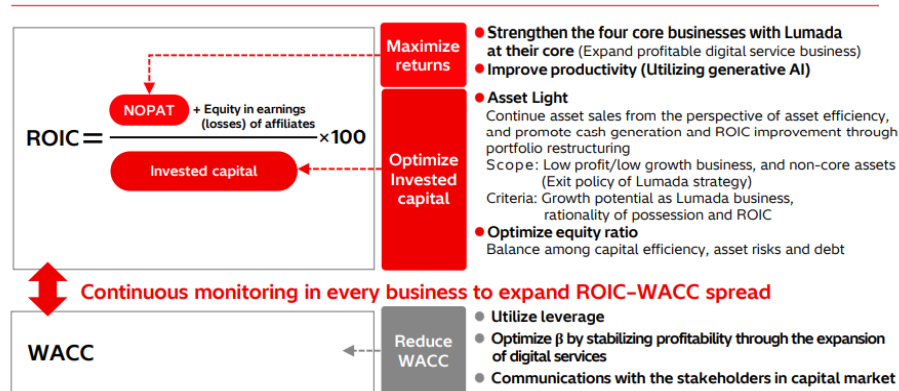 ROIC=
NOPAT
+ Equity in earnings
(losses) of affiliates
×100
Invested capital
Maximize
returns
● Strengthen the four core businesses with Lumada
at their core (Expand profitable digital service business)
● Improve productivity (Utilizing generative AI)
Optimize
Invested
capital
● Asset Light
Continue asset sales from the perspective of asset efficiency,
and promote cash generation and ROIC improvement through
portfolio restructuring
Scope: Low profit/low growth business, and non-core assets
(Exit policy of Lumada strategy)
Criteria: Growth potential as Lumada business,
rationality of possession and ROIC
● Optimize equity ratio
Balance among capital efficiency, asset risks and debt
Continuous monitoring in every business to expand ROIC–WACC spread
WACC
Reduce
WACC
● Utilize leverage
● Optimize β by stabilizing profitability through the expansion
of digital services
● Communications with the stakeholders in capital market